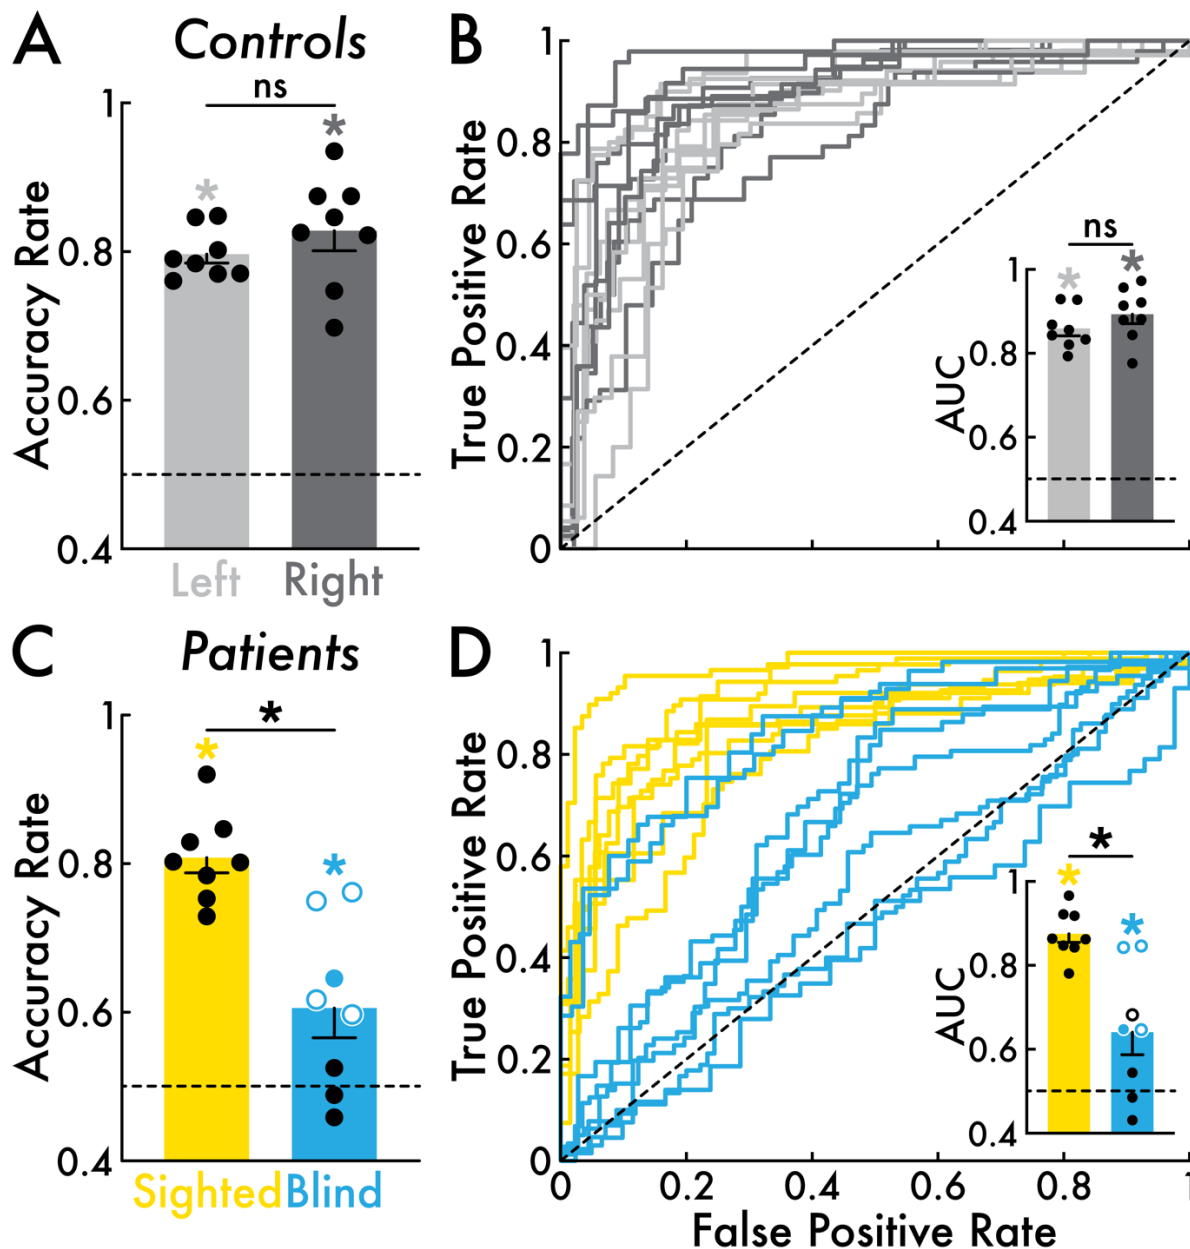 A
Controls
ns
*
*
Accuracy Rate
1
0.8
0.6
0.4
Left
Right
B
True Positive Rate
1
0.8
0.6
0.4
0.2
0
ns
*
*
AUC
1
0.8
0.6
0.4
C
Patients
*
*
*
Accuracy Rate
1
0.8
0.6
0.4
Sighted
Blind
D
True Positive Rate
1
0.8
0.6
0.4
0.2
0
*
*
*
AUC
1
0.8
0.6
0.4
0 0.2 0.4 0.6 0.8 1
False Positive Rate